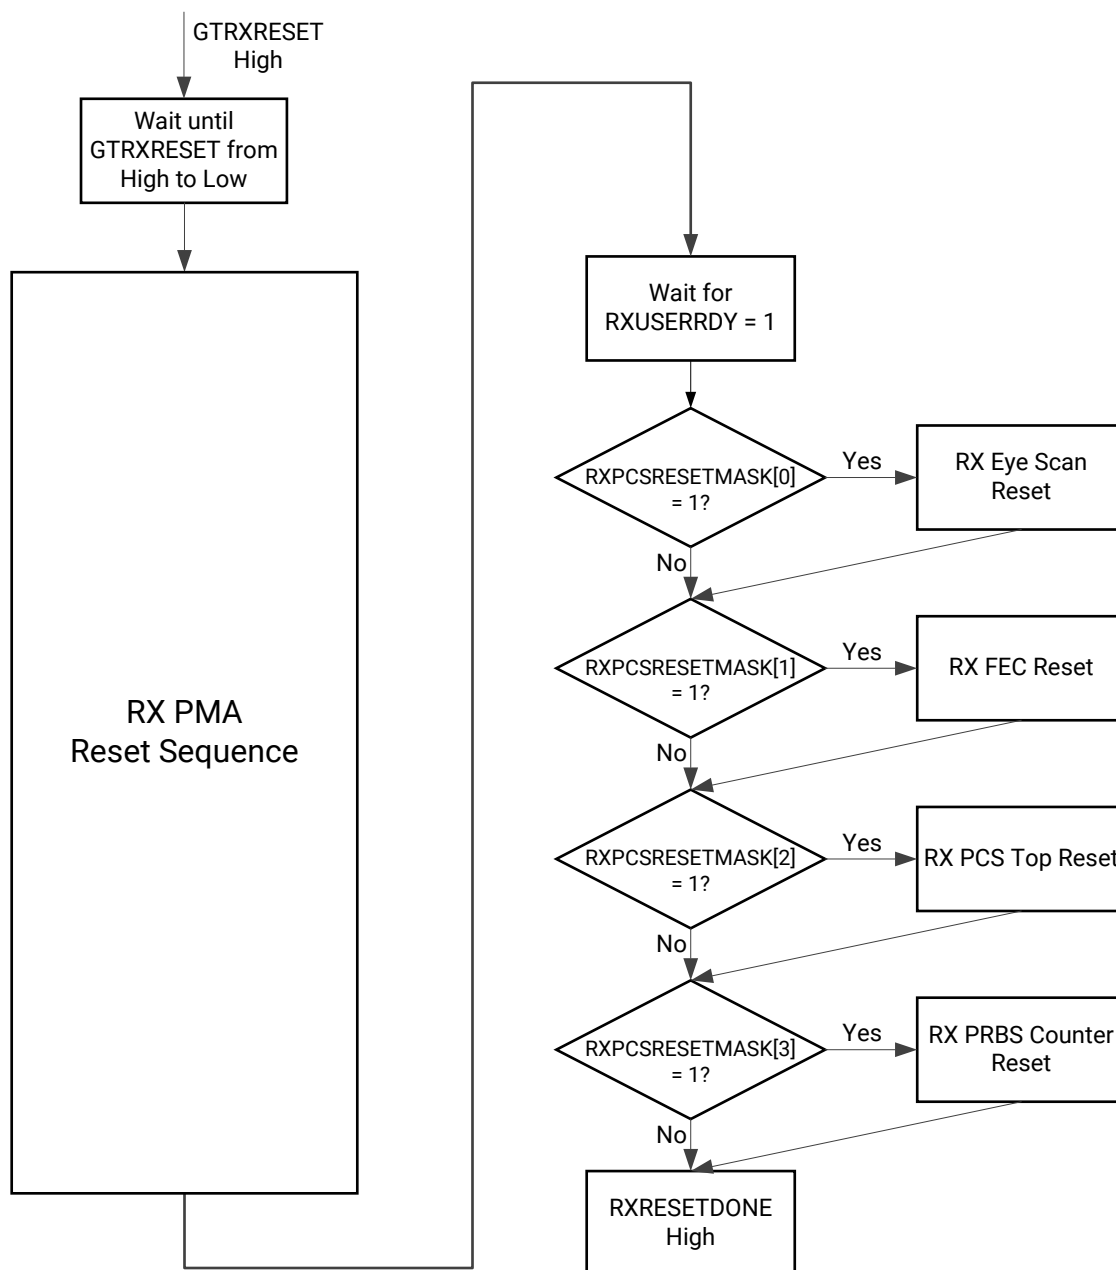 GTRXRESET
High
Wait until
GTRXRESET from
High to Low
RX PMA
Reset Sequence
Wait for
RXUSERRDY = 1
RXPCSRESETMASK[0]
= 1?
Yes
RX Eye Scan
Reset
No
RXPCSRESETMASK[1]
= 1?
Yes
RX FEC Reset
No
RXPCSRESETMASK[2]
= 1?
Yes
RX PCS Top Reset
No
RXPCSRESETMASK[3]
= 1?
Yes
RX PRBS Counter
Reset
No
RXRESETDONE
High